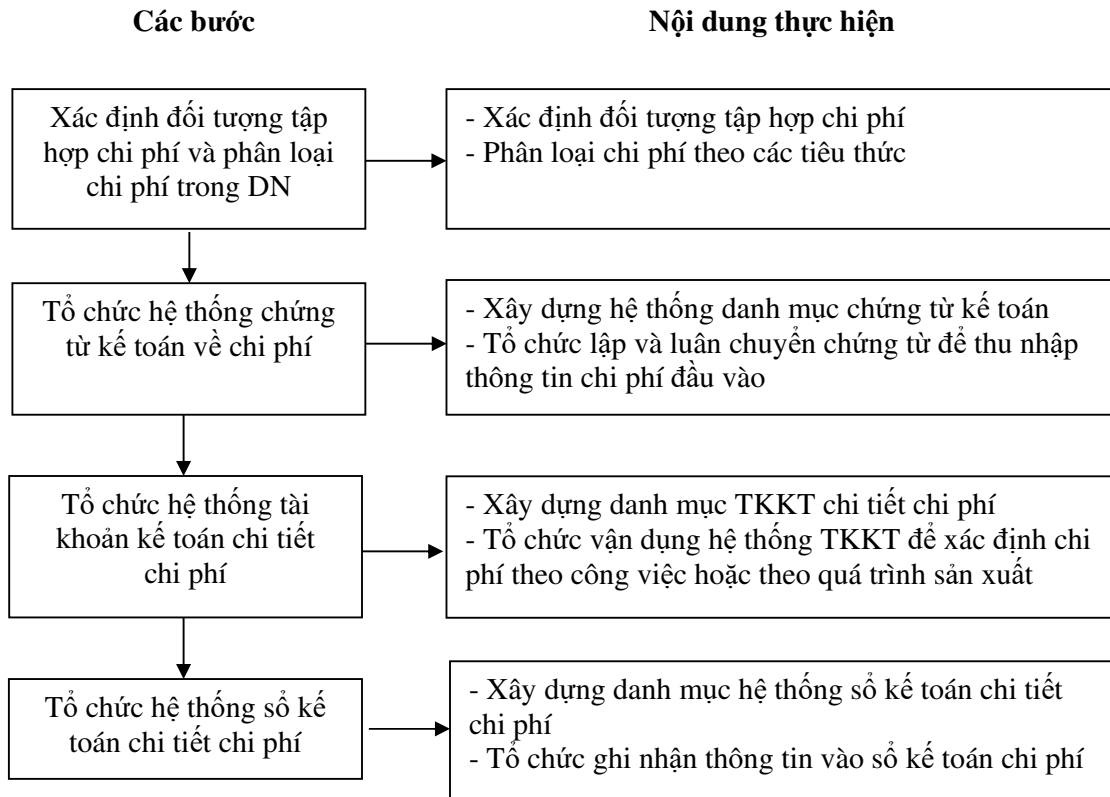 Các bước
Nội dung thực hiện
Xác định đối tượng tập
hợp chi phí và phân loại
chi phí trong DN
- Xác định đối tượng tập hợp chi phí
- Phân loại chi phí theo các tiêu thức
Tổ chức hệ thống chứng
từ kế toán về chi phí
- Xây dựng hệ thống danh mục chứng từ kế toán
- Tổ chức lập và luân chuyển chứng từ để thu nhập
thông tin chi phí đầu vào
Tổ chức hệ thống tài
khoản kế toán chi tiết
chi phí
- Xây dựng danh mục TKKT chi tiết chi phí
- Tổ chức vận dụng hệ thống TKKT để xác định chi
phí theo công việc hoặc theo quá trình sản xuất
Tổ chức hệ thống sổ kế
toán chi tiết chi phí
- Xây dựng danh mục hệ thống sổ kế toán chi tiết
chi phí
- Tổ chức ghi nhận thông tin vào sổ kế toán chi phí